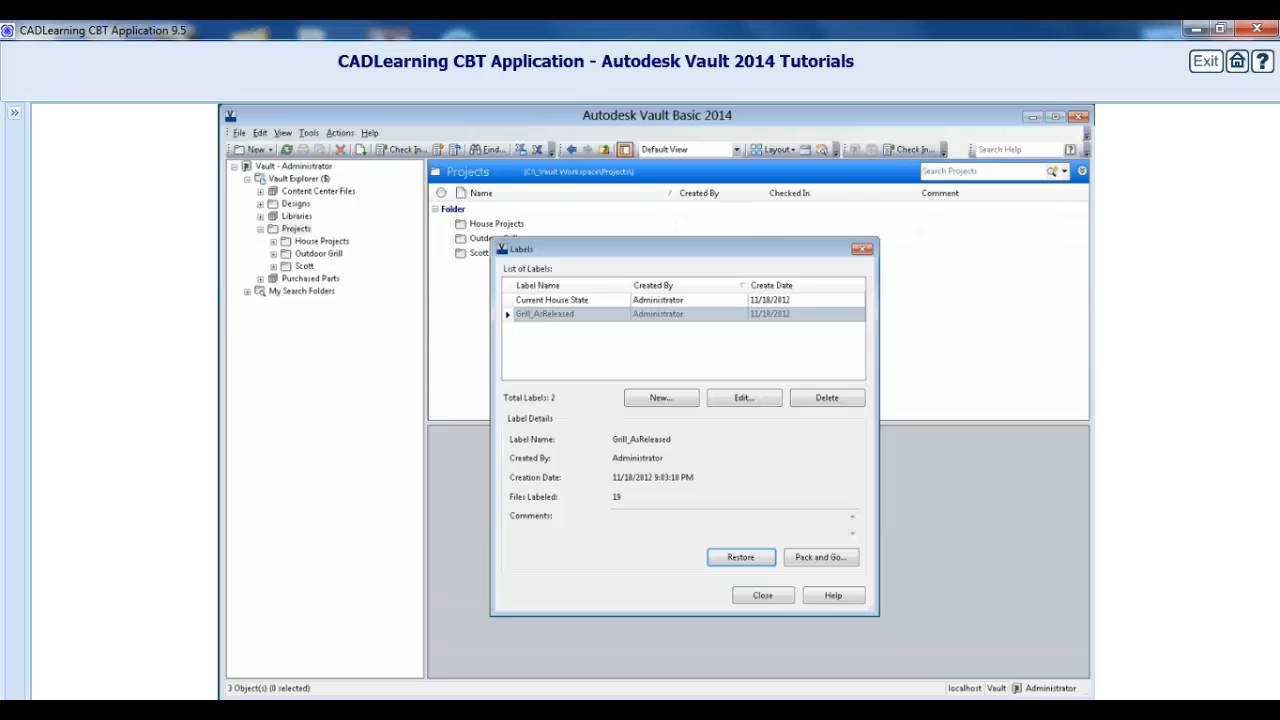 CADLearning CBT Application 9.5
CADLearning CBT Application - Autodesk Vault 2014 Tutorials
Exit
Autodesk Vault Basic 2014
File Edit View Tools Actions Help
New Check In... Find... Default View Layout Check In... Search Help
Vault - Administrator
Vault Explorer ($)
Content Center Files
Designs
Libraries
Projects
House Projects
Outdoor Grill
Scott
Purchased Parts
My Search Folders
Projects (C:\_Vault Workspace\Projects\) Search Projects
Name Created By Checked In Comment
Folder
House Projects
Scott
Labels
List of Labels:
Label Name Created By Create Date
Current House State Administrator 11/18/2012
Grill_AsReleased Administrator 11/18/2012
Total Labels: 2 New... Edit... Delete
Label Details
Label Name: Grill_AsReleased
Created By: Administrator
Creation Date: 11/18/2012 9:03:18 PM
Files Labeled: 19
Comments:
Restore Pack and Go...
Close Help
3 Object(s) (0 selected) localhost Vault Administrator